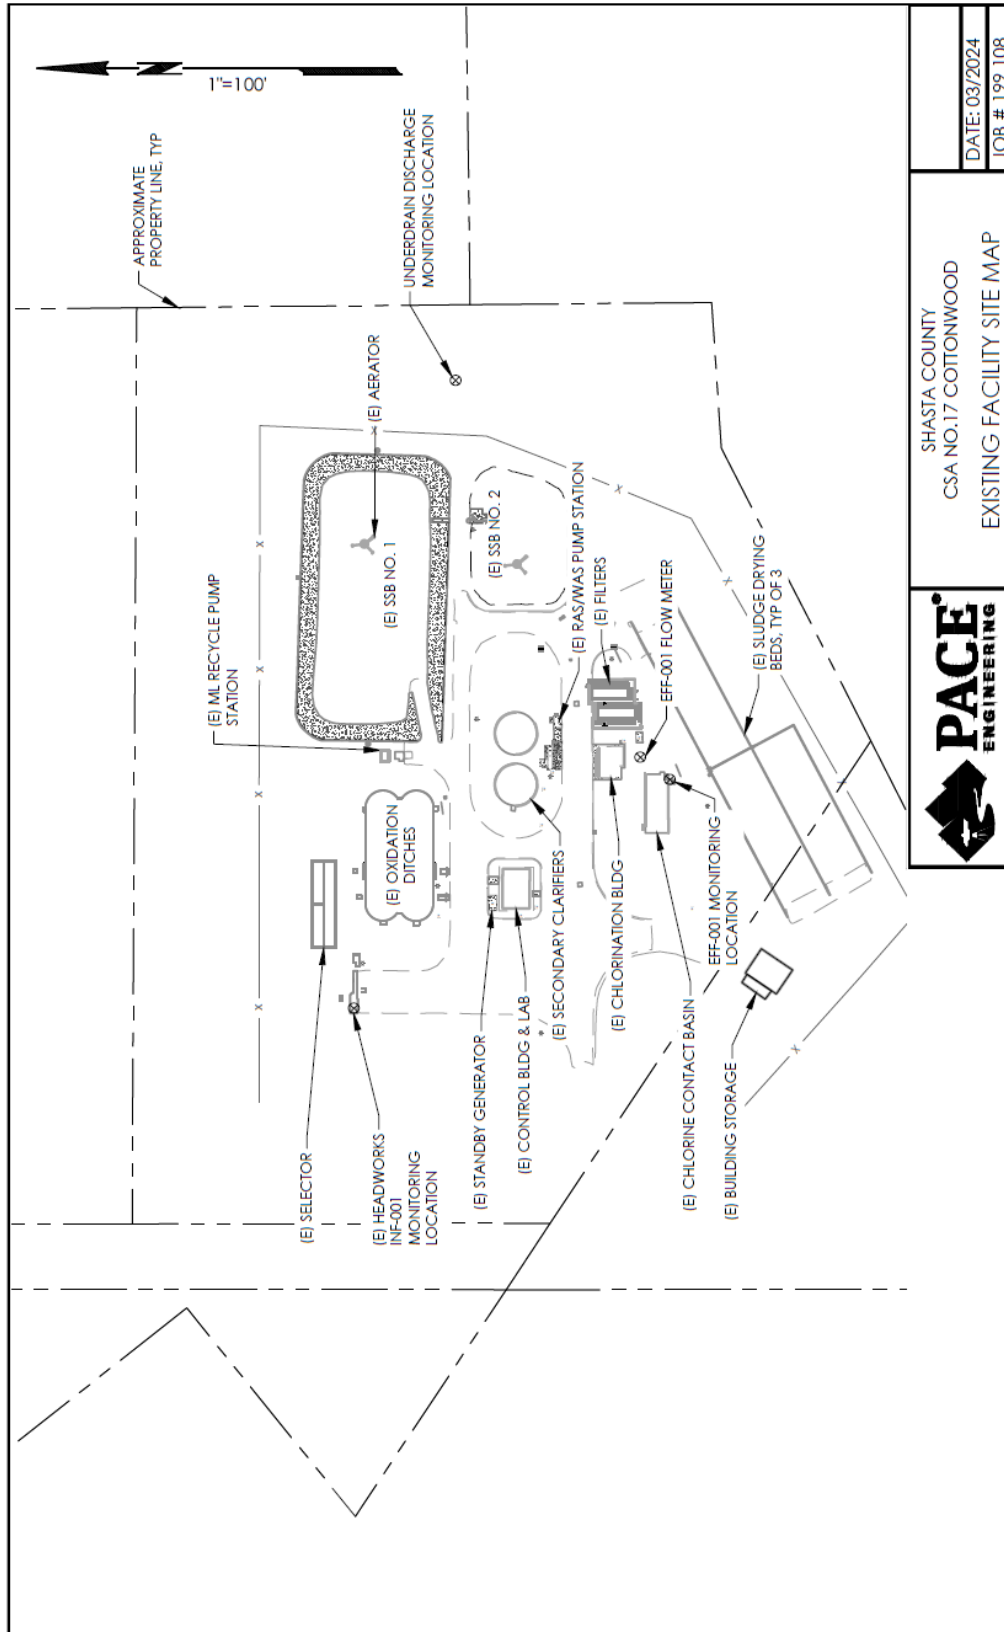 1"=100'
APPROXIMATE
PROPERTY LINE, TYP
UNDERDRAIN DISCHARGE
MONITORING LOCATION
(E) AERATOR
(E) SSB NO. 1
(E) SSB NO. 2
(E) ML RECYCLE PUMP
STATION
(E) RAS/WAS PUMP STATION
(E) FILTERS
EFF-001 FLOW METER
(E) SLUDGE DRYING
BEDS, TYP OF 3
(E) OXIDATION
DITCHES
(E) SELECTOR
(E) HEADWORKS
INF-001
MONITORING
LOCATION
(E) STANDBY GENERATOR
(E) CONTROL BLDG & LAB
(E) SECONDARY CLARIFIERS
(E) CHLORINATION BLDG
EFF-001 MONITORING
LOCATION
(E) CHLORINE CONTACT BASIN
(E) BUILDING STORAGE
N
PACE®
ENGINEERING
SHASTA COUNTY
CSA NO.17 COTTONWOOD
EXISTING FACILITY SITE MAP
DATE: 03/2024
JOB # 199.108